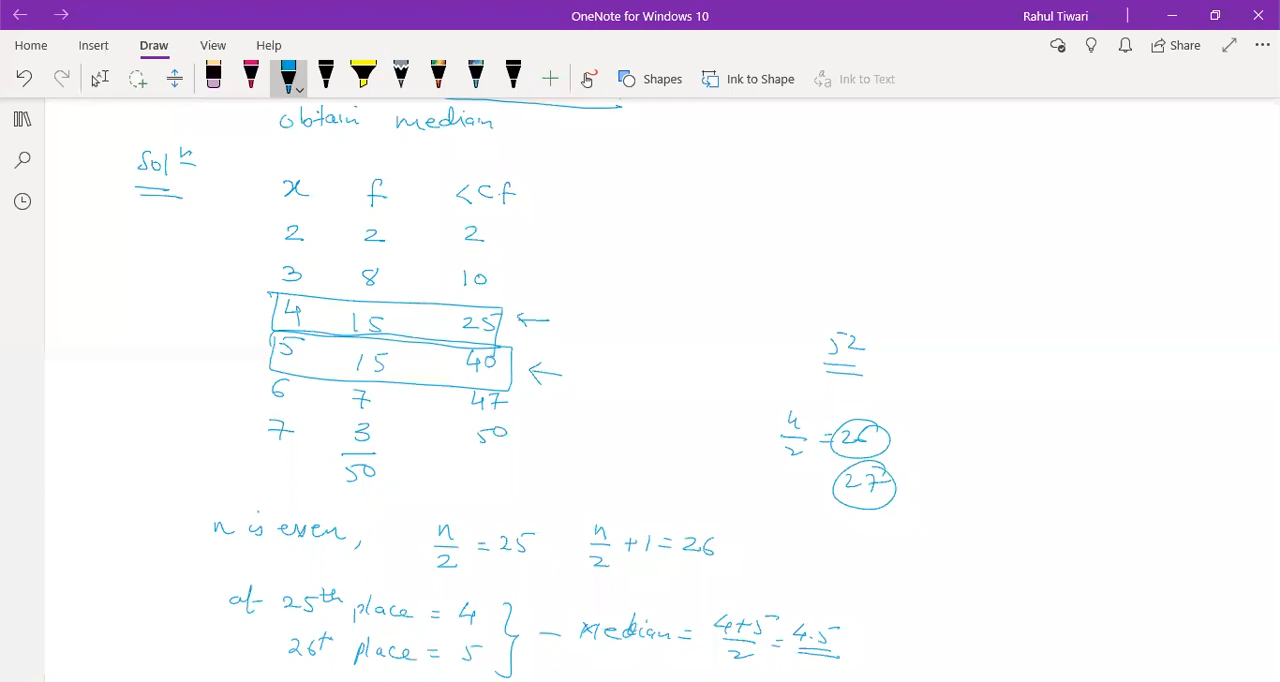 OneNote for Windows 10
Rahul Tiwari
Home Insert Draw View Help
Share
Shapes
Ink to Shape
Ink to Text
obtain median
Solⁿ
x f <cf
2 2 2
3 8 10
4 15 25 ←
5 15 40 ←
6 7 47
7 3 50
50
52
n/2 = 26
27
n is even, n/2 = 25 n/2 + 1 = 26
at 25th place = 4
26th place = 5
} — Median = 4+5/2 = 4.5